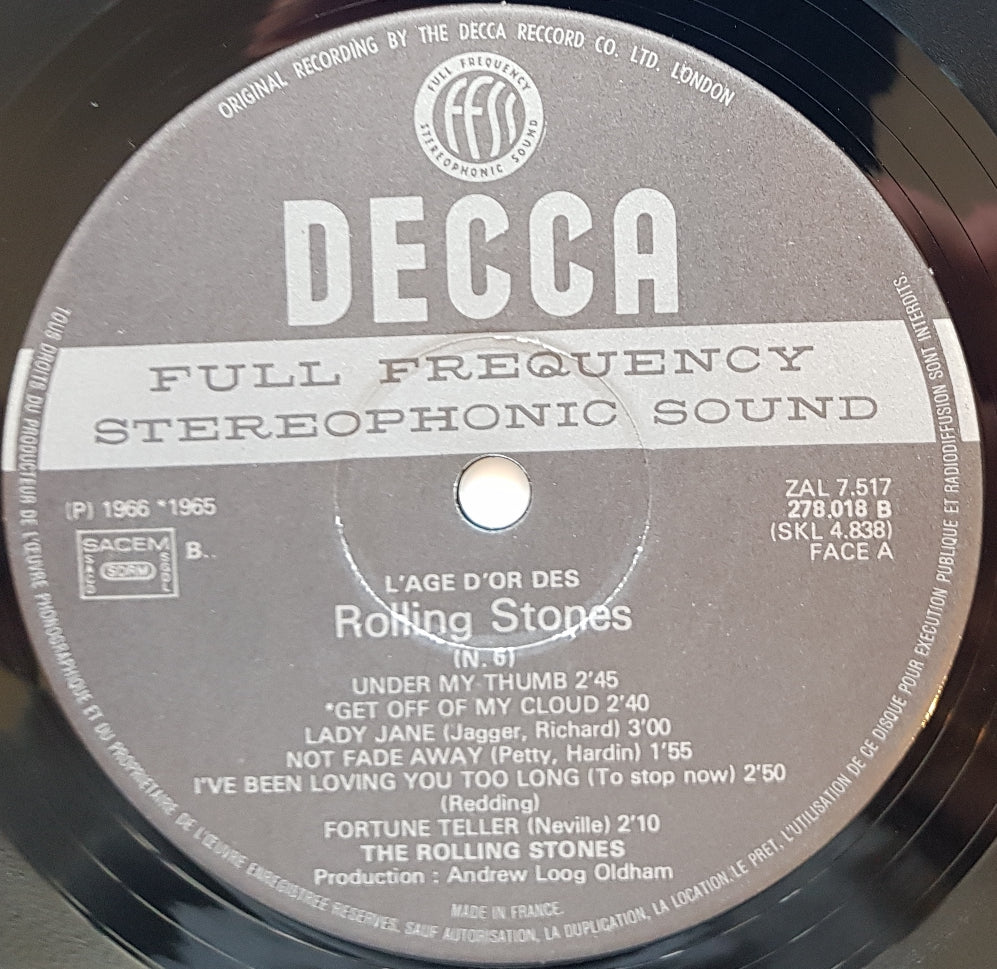 ORIGINAL RECORDING BY THE DECCA RECCORD CO. LTD. LONDON
FULL FREQUENCY
FFSS
STEREOPHONIC SOUND
DECCA
FULL FREQUENCY
STEREOPHONIC SOUND
(P) 1966 *1965
SACEM
SACD
SDRM
SGDL
B..
ZAL 7.517
278.018 B
(SKL 4.838)
FACE A
L'AGE D'OR DES
Rolling Stones
(N. 6)
UNDER MY THUMB 2'45
*GET OFF OF MY CLOUD 2'40
LADY JANE (Jagger, Richard) 3'00
NOT FADE AWAY (Petty, Hardin) 1'55
I'VE BEEN LOVING YOU TOO LONG (To stop now) 2'50
(Redding)
FORTUNE TELLER (Neville) 2'10
THE ROLLING STONES
Production : Andrew Loog Oldham
MADE IN FRANCE.
TOUS DROITS DU PRODUCTEUR DE L'ŒUVRE PHONOGRAPHIQUE ET DU PROPRIETAIRE DE L'ŒUVRE ENREGISTREE RESERVES. SAUF AUTORISATION, LA DUPLICATION, LA LOCATION, LE PRET, L'UTILISATION DE CE DISQUE POUR EXECUTION PUBLIQUE ET RADIODIFFUSION SONT INTERDITS.